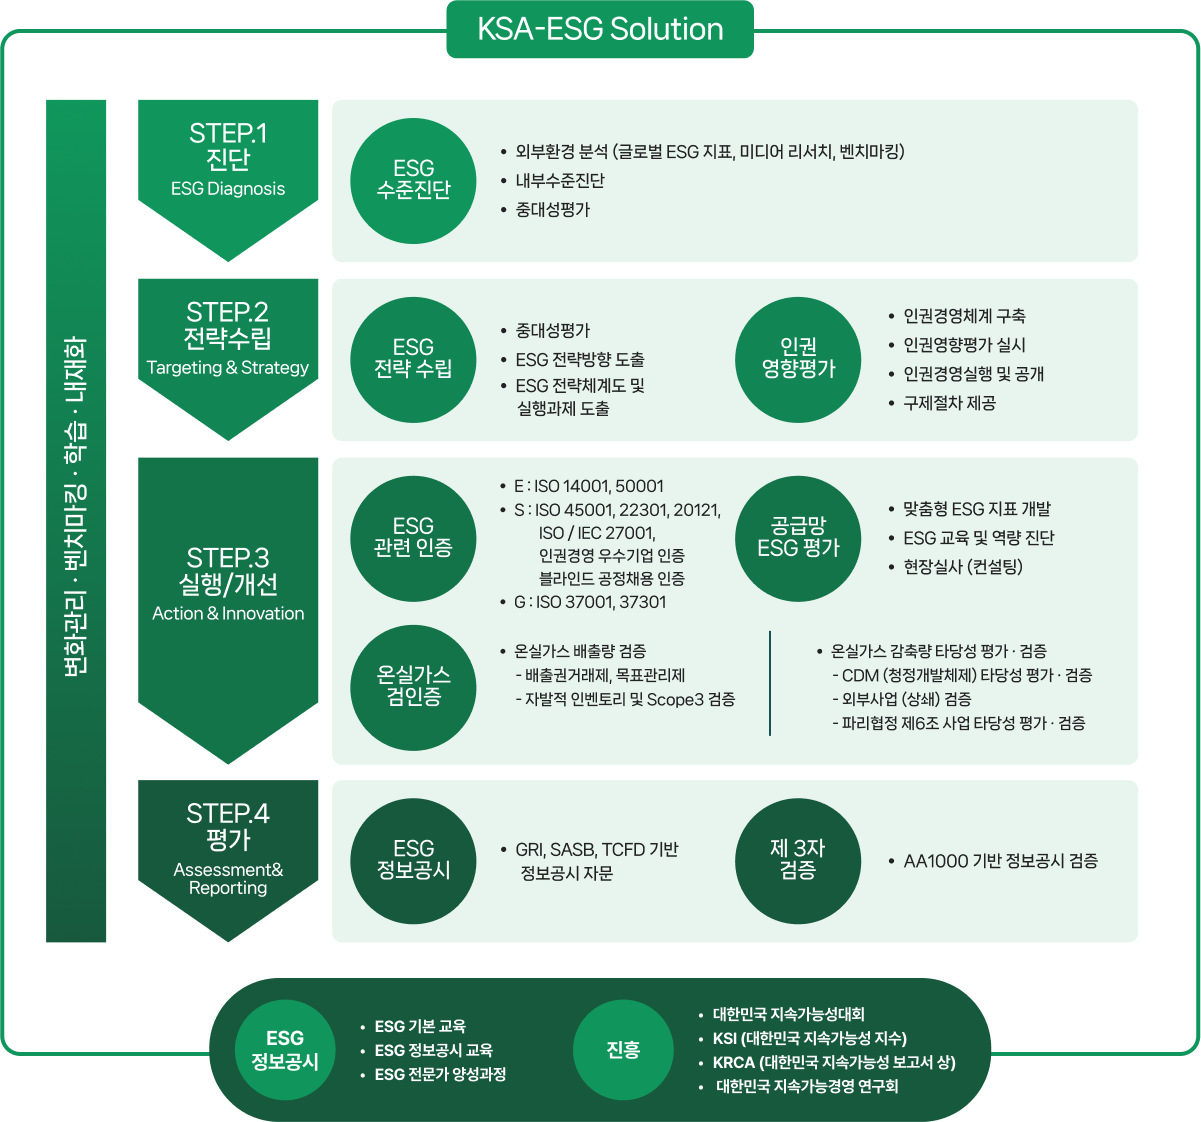 KSA-ESG Solution
변화관리 · 벤치마킹 · 학습 · 내재화
STEP.1
진단
ESG Diagnosis
ESG
수준진단
• 외부환경 분석 (글로벌 ESG 지표, 미디어 리서치, 벤치마킹)
• 내부수준진단
• 중대성평가
STEP.2
전략수립
Targeting & Strategy
ESG
전략 수립
• 중대성평가
• ESG 전략방향 도출
• ESG 전략체계도 및
실행과제 도출
인권
영향평가
• 인권경영체계 구축
• 인권영향평가 실시
• 인권경영실행 및 공개
• 구제절차 제공
STEP.3
실행/개선
Action & Innovation
ESG
관련 인증
• E : ISO 14001, 50001
• S : ISO 45001, 22301, 20121,
ISO / IEC 27001,
인권경영 우수기업 인증
블라인드 공정채용 인증
• G : ISO 37001, 37301
공급망
ESG 평가
• 맞춤형 ESG 지표 개발
• ESG 교육 및 역량 진단
• 현장실사 (컨설팅)
온실가스
검인증
• 온실가스 배출량 검증
- 배출권거래제, 목표관리제
- 자발적 인벤토리 및 Scope3 검증
• 온실가스 감축량 타당성 평가 · 검증
- CDM (청정개발체제) 타당성 평가 · 검증
- 외부사업 (상쇄) 검증
- 파리협정 제6조 사업 타당성 평가 · 검증
STEP.4
평가
Assessment&
Reporting
ESG
정보공시
• GRI, SASB, TCFD 기반
정보공시 자문
제 3자
검증
• AA1000 기반 정보공시 검증
ESG
정보공시
• ESG 기본 교육
• ESG 정보공시 교육
• ESG 전문가 양성과정
진흥
• 대한민국 지속가능성대회
• KSI (대한민국 지속가능성 지수)
• KRCA (대한민국 지속가능성 보고서 상)
• 대한민국 지속가능경영 연구회